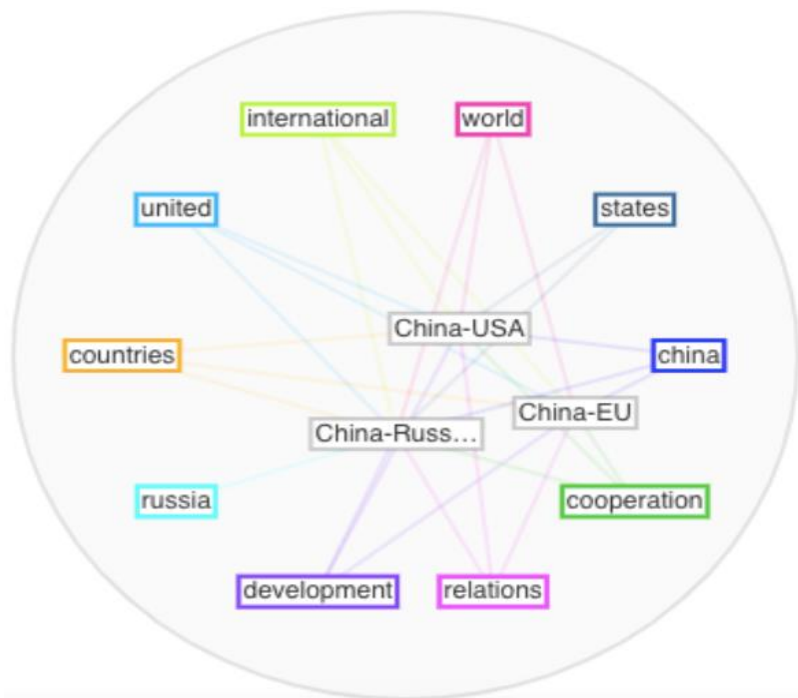 international
world
united
states
China-USA
countries
china
China-EU
China-Russ...
russia
cooperation
development
relations